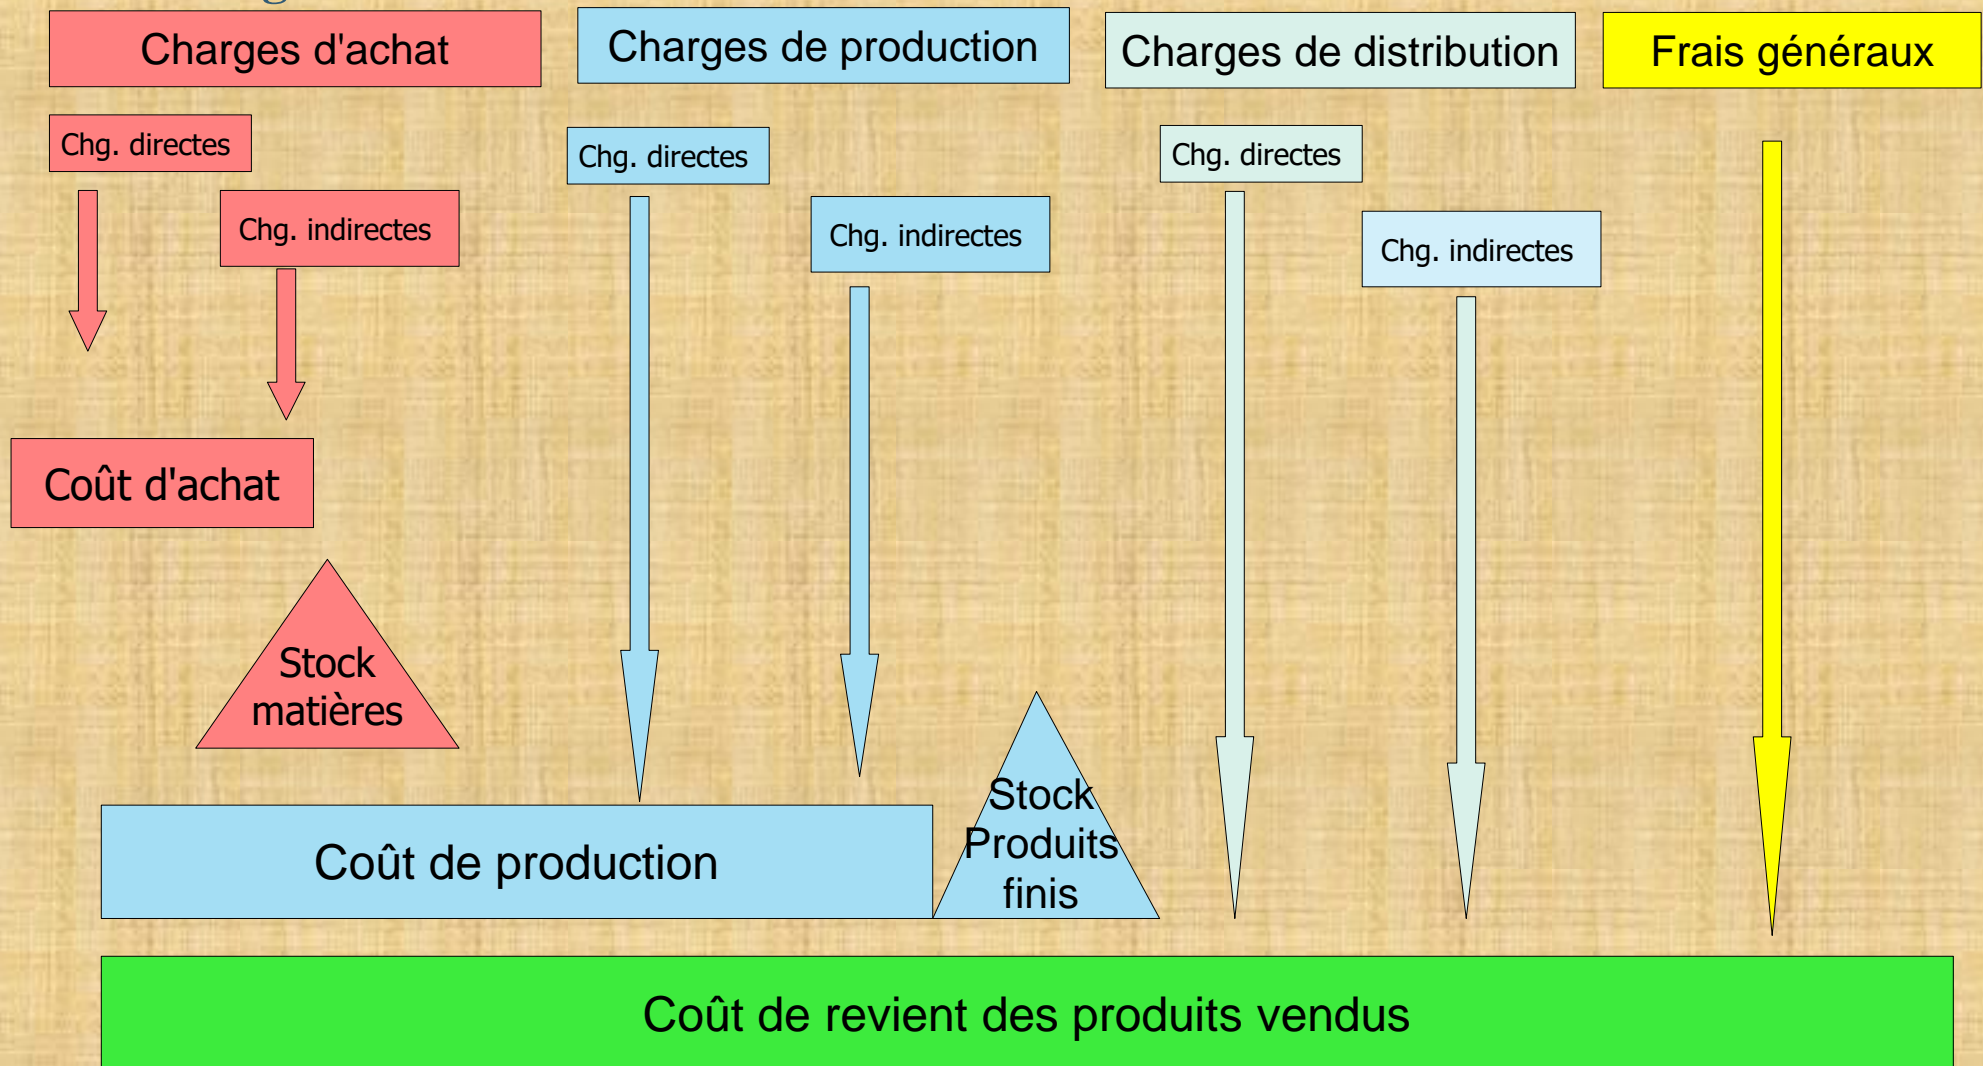 Charges d'achat
Charges de production
Charges de distribution
Frais généraux
Chg. directes
Chg. directes
Chg. directes
Chg. indirectes
Chg. indirectes
Chg. indirectes
Coût d'achat
Stock
matières
Stock
Produits
finis
Coût de production
Coût de revient des produits vendus